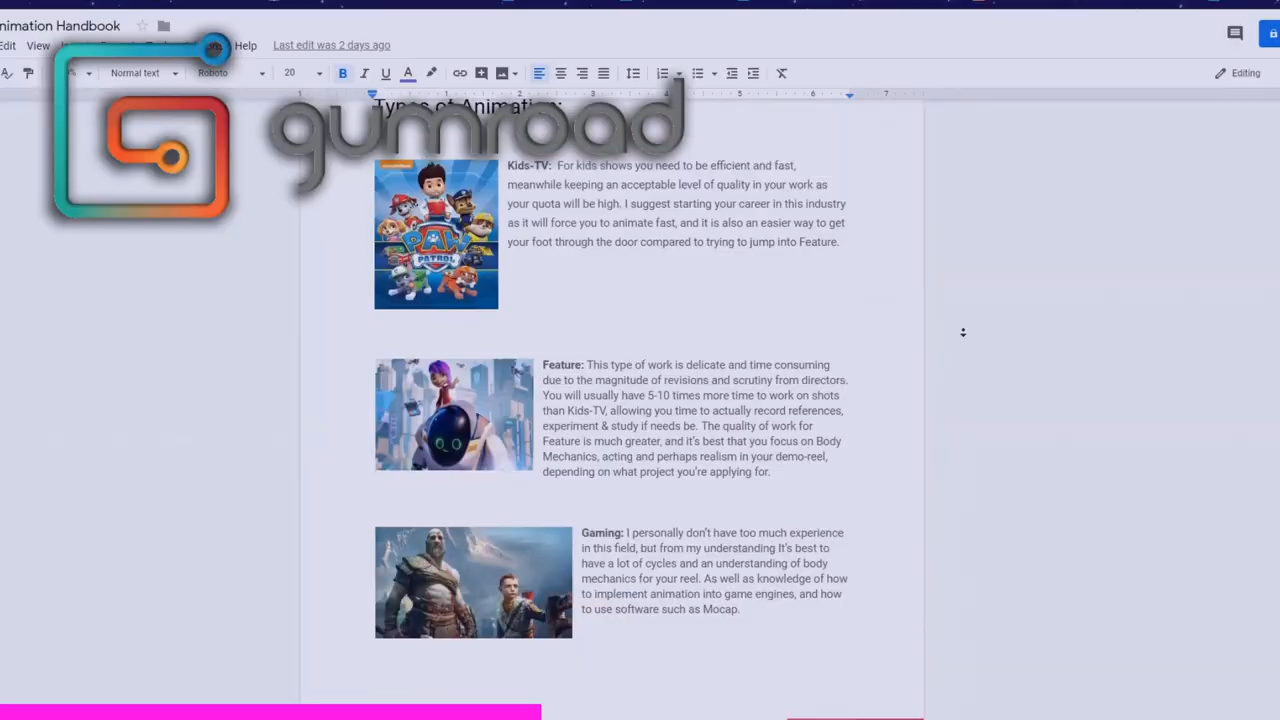 nimation Handbook
Edit View Help Last edit was 2 days ago
Normal text Roboto 20 B I U A Editing
1 1 2 3 4 5 6 7
Types of Animation:
gumroad
Kids-TV: For kids shows you need to be efficient and fast,
meanwhile keeping an acceptable level of quality in your work as
your quota will be high. I suggest starting your career in this industry
as it will force you to animate fast, and it is also an easier way to get
your foot through the door compared to trying to jump into Feature.
PAW
PATROL
Feature: This type of work is delicate and time consuming
due to the magnitude of revisions and scrutiny from directors.
You will usually have 5-10 times more time to work on shots
than Kids-TV, allowing you time to actually record references,
experiment & study if needs be. The quality of work for
Feature is much greater, and it's best that you focus on Body
Mechanics, acting and perhaps realism in your demo-reel,
depending on what project you're applying for.
Gaming: I personally don't have too much experience
in this field, but from my understanding It's best to
have a lot of cycles and an understanding of body
mechanics for your reel. As well as knowledge of how
to implement animation into game engines, and how
to use software such as Mocap.